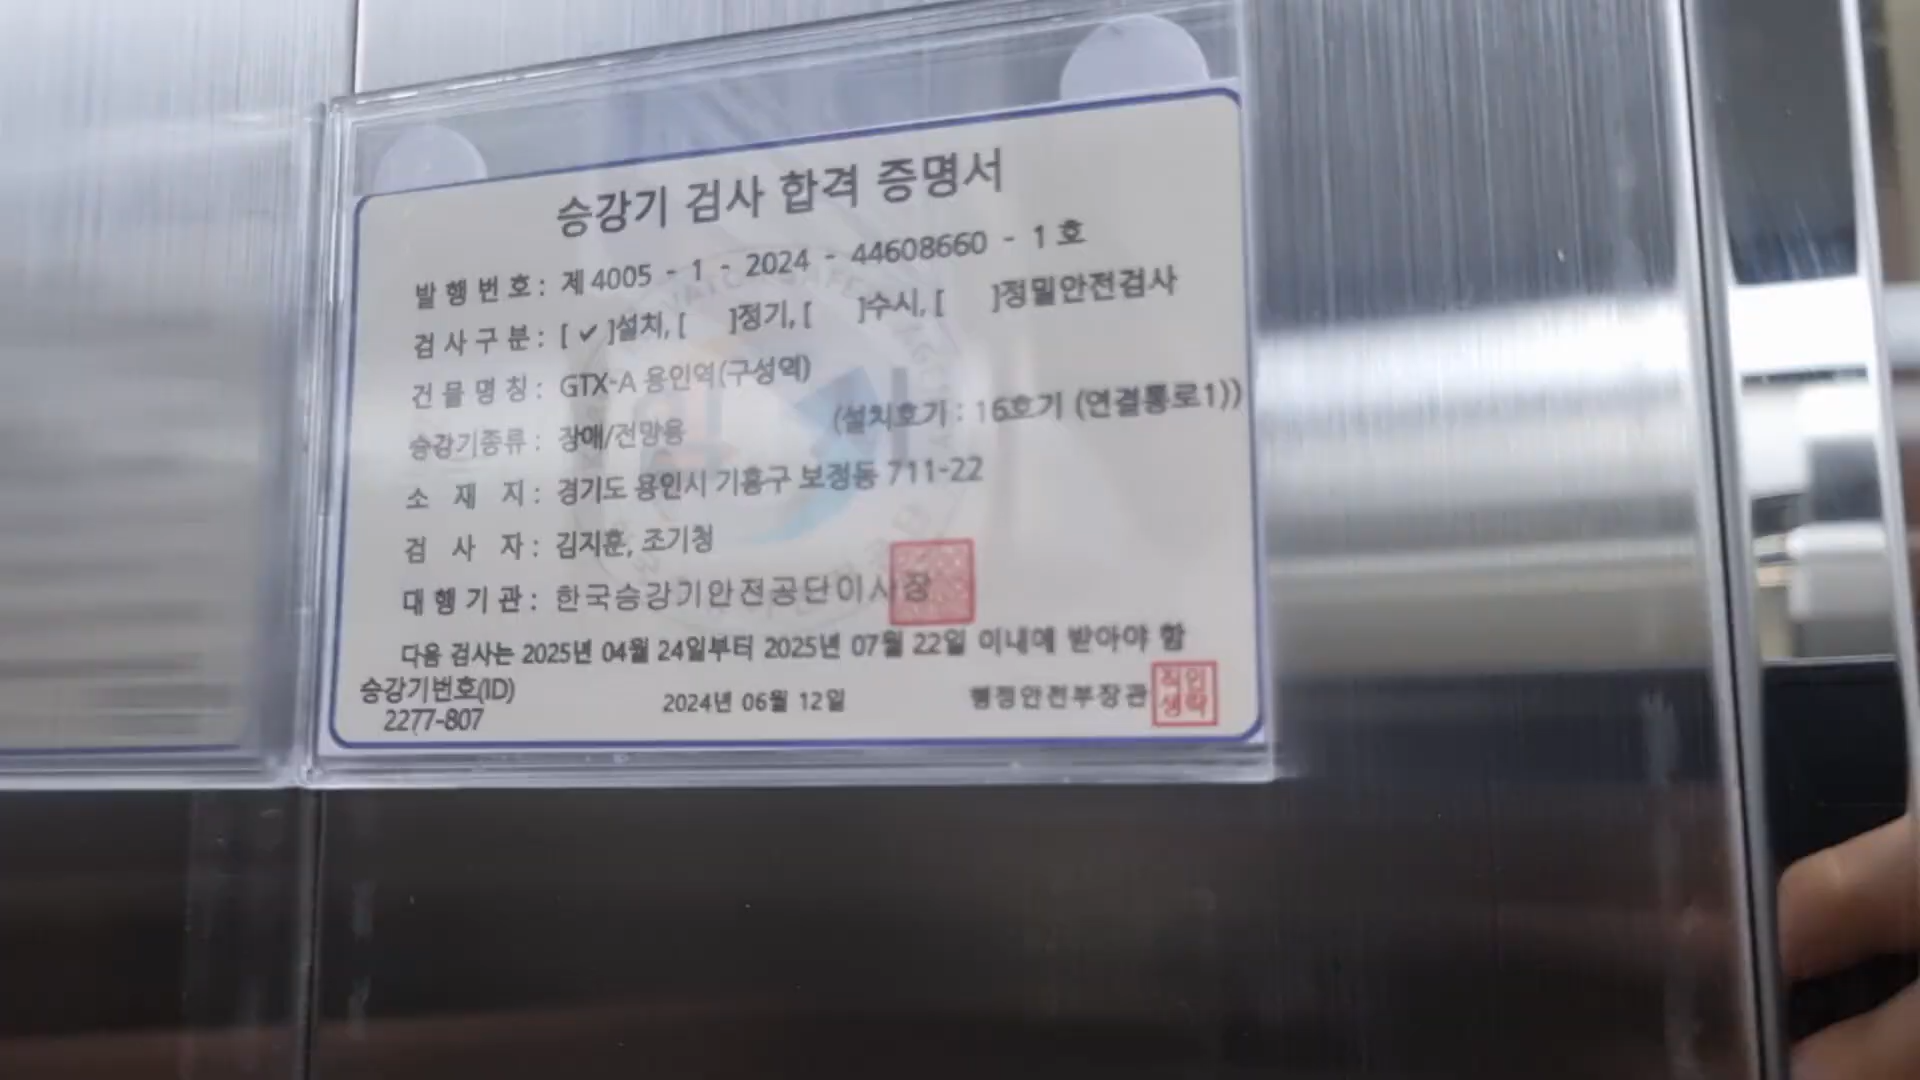 승강기 검사 합격 증명서
발행번호 : 제 4005 - 1 - 2024 - 44608660 - 1 호
검사구분 : [ ✔ ]설치, [ ]정기, [ ]수시, [ ]정밀안전검사
건물명칭 : GTX-A 용인역(구성역)
승강기종류 : 장애/전망용 (설치호기 : 16호기 (연결통로1))
소재지 : 경기도 용인시 기흥구 보정동 711-22
검사자 : 김지훈, 조기청
대행기관 : 한국승강기안전공단이사장
다음 검사는 2025년 04월 24일부터 2025년 07월 22일 이내에 받아야 함
승강기번호(ID)
2277-807
2024년 06월 12일
행정안전부장관
직인
생략